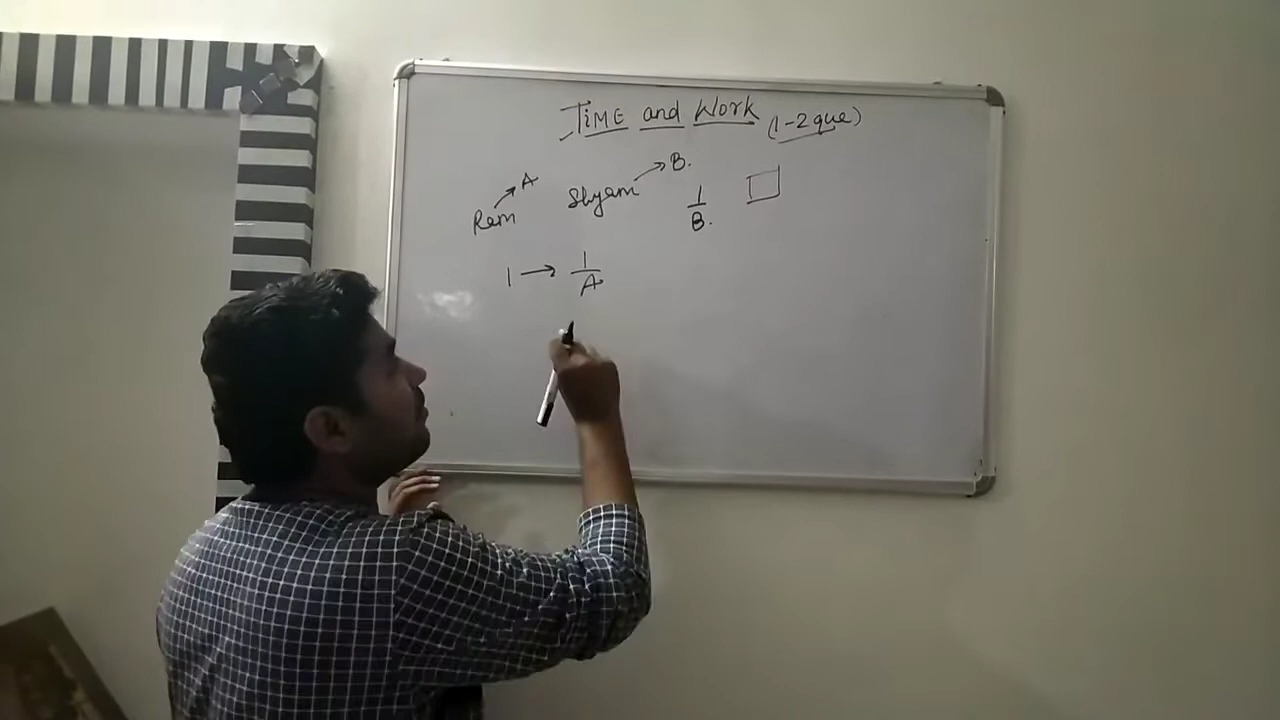 TIME and Work (1-2 que)
Ram → A Shyam → B. 1/B.
1 → 1/A